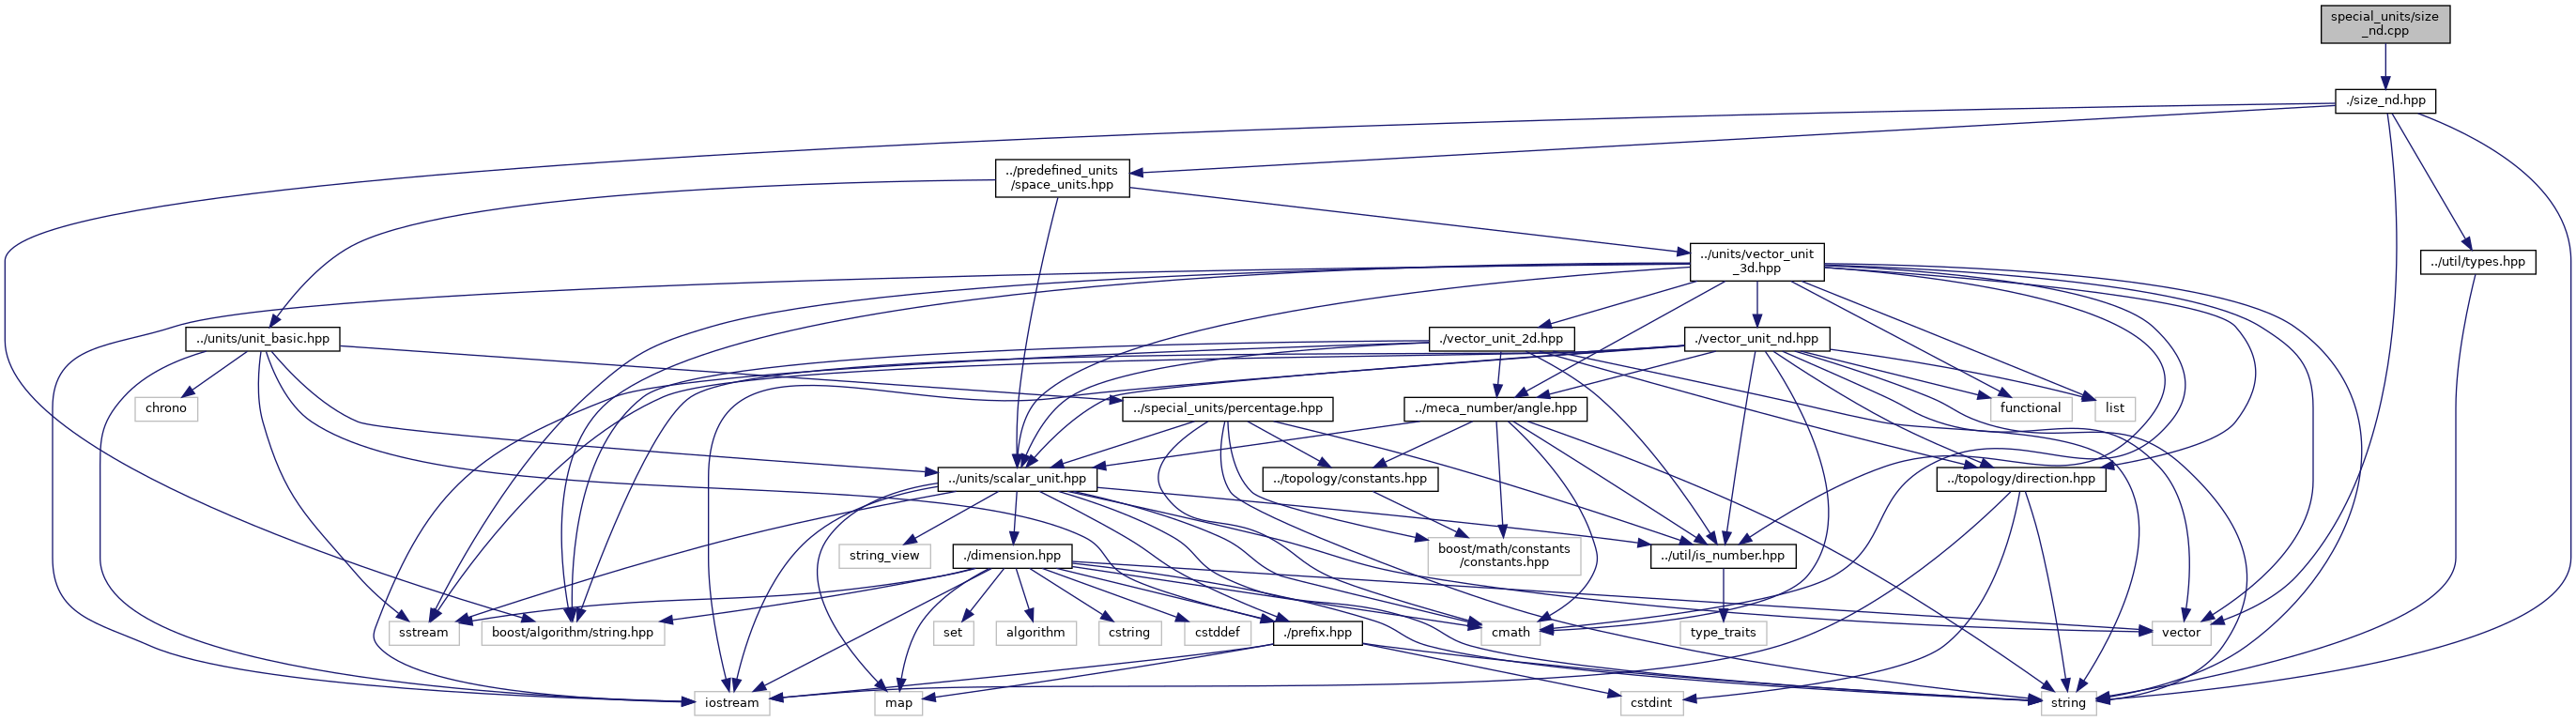 special_units/size
_nd.cpp
./size_nd.hpp
../predefined_units
/space_units.hpp
../units/vector_unit
_3d.hpp
../util/types.hpp
../units/unit_basic.hpp
./vector_unit_2d.hpp
./vector_unit_nd.hpp
chrono
../special_units/percentage.hpp
../meca_number/angle.hpp
functional
list
../units/scalar_unit.hpp
../topology/constants.hpp
../topology/direction.hpp
string_view
./dimension.hpp
boost/math/constants
/constants.hpp
../util/is_number.hpp
sstream
boost/algorithm/string.hpp
set
algorithm
cstring
cstddef
./prefix.hpp
cmath
type_traits
vector
iostream
map
cstdint
string